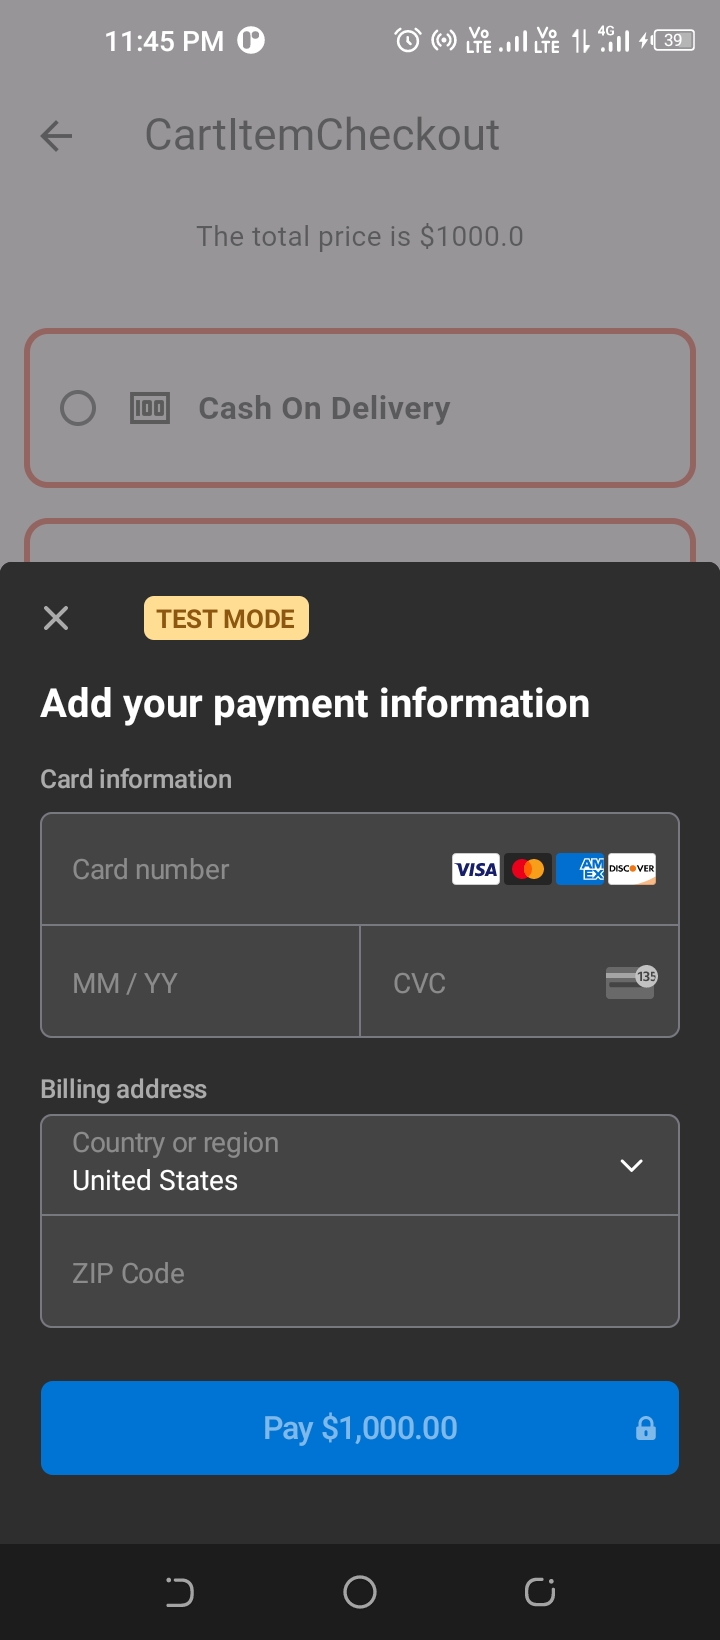 11:45 PM Vo LTE Vo LTE 4G 39
CartItemCheckout
The total price is $1000.0
100 Cash On Delivery
TEST MODE
Add your payment information
Card information
Card number VISA AMEX DISCOVER
MM / YY CVC 135
Billing address
Country or region
United States
ZIP Code
Pay $1,000.00